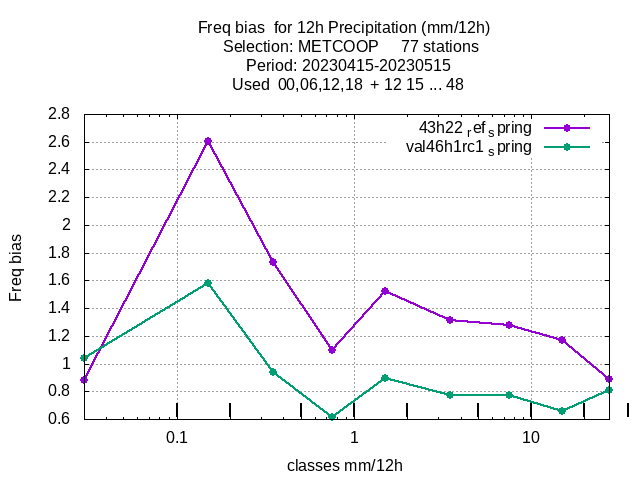 Freq bias  for 12h Precipitation (mm/12h)
Selection: METCOOP     77 stations
Period: 20230415-20230515
Used  00,06,12,18  + 12 15 ... 48
43h22 ref spring
val46h1rc1 spring
2.8
2.6
2.4
2.2
2
1.8
1.6
1.4
1.2
1
0.8
0.6
Freq bias
0.1 1 10
classes mm/12h